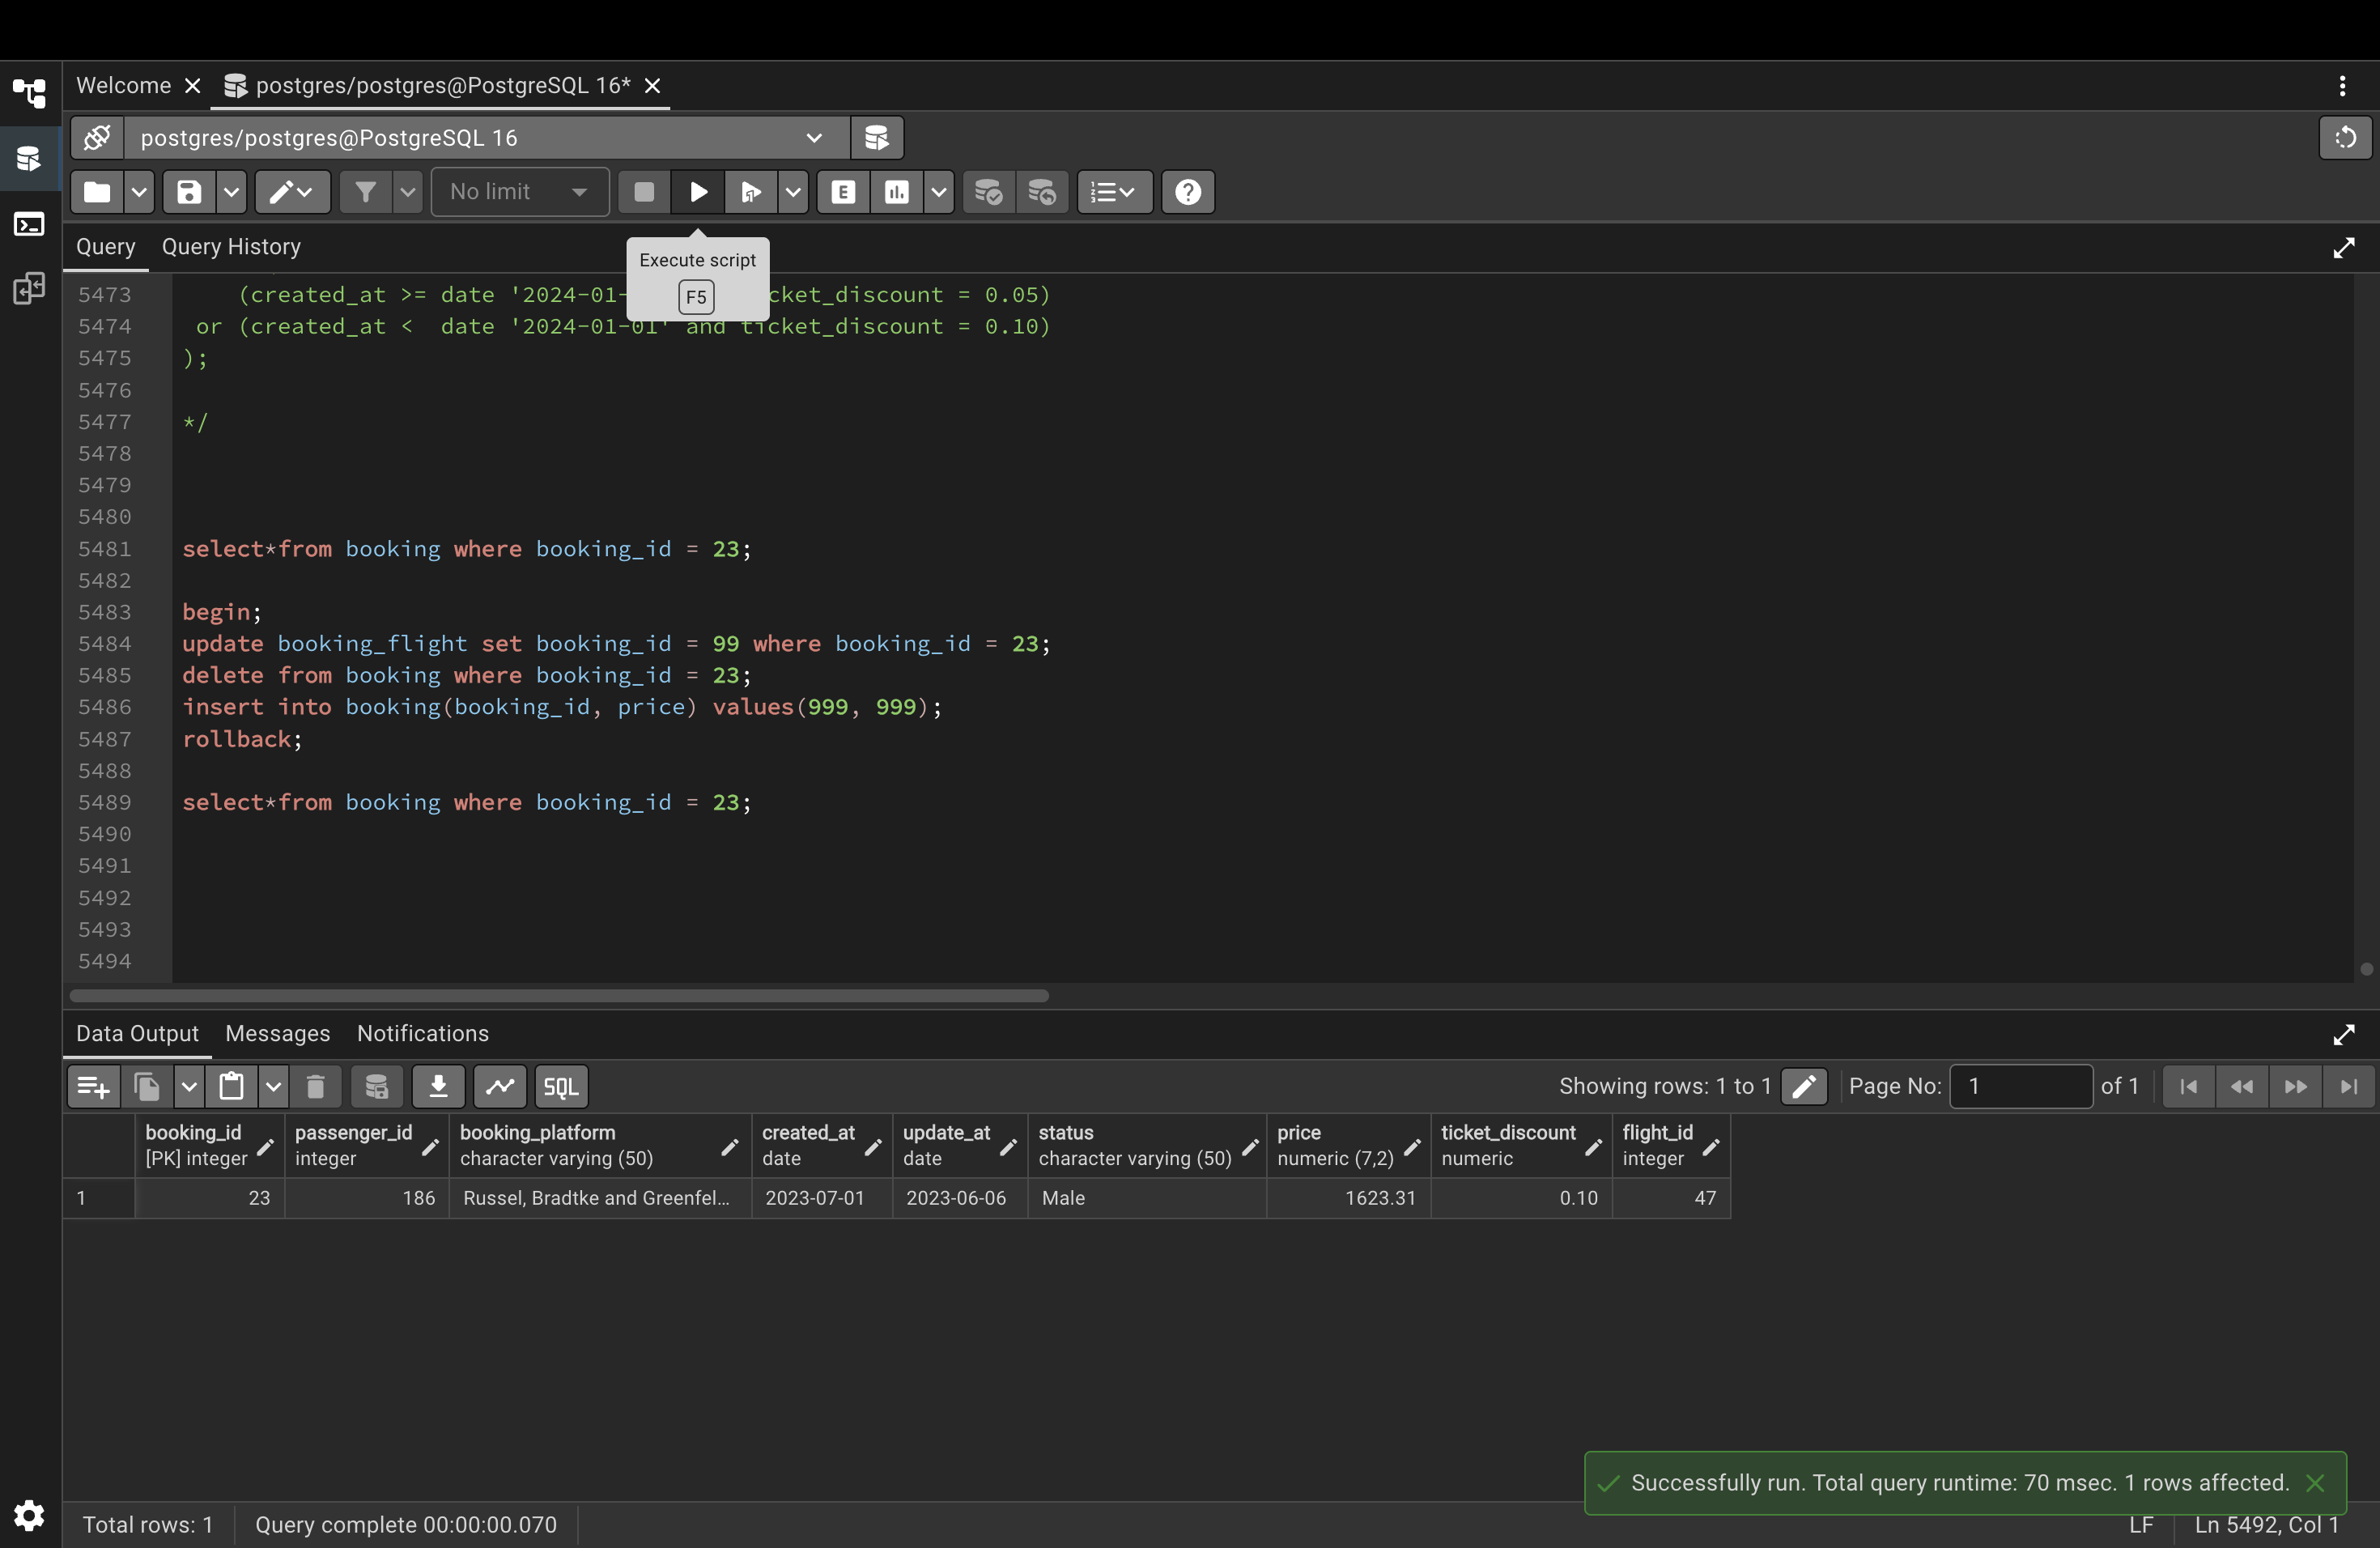 Welcome
postgres/postgres@PostgreSQL 16*
postgres/postgres@PostgreSQL 16
No limit
E
Query Query History
Execute script
F5
5473 (created_at >= date '2024-01- cket_discount = 0.05)
5474 or (created_at < date '2024-01-01' and ticket_discount = 0.10)
5475 );
5476
5477 */
5478
5479
5480
5481 select*from booking where booking_id = 23;
5482
5483 begin;
5484 update booking_flight set booking_id = 99 where booking_id = 23;
5485 delete from booking where booking_id = 23;
5486 insert into booking(booking_id, price) values(999, 999);
5487 rollback;
5488
5489 select*from booking where booking_id = 23;
5490
5491
5492
5493
5494
Data Output Messages Notifications
SQL Showing rows: 1 to 1 Page No: 1 of 1
booking_id passenger_id booking_platform created_at update_at status price ticket_discount flight_id
[PK] integer integer character varying (50) date date character varying (50) numeric (7,2) numeric integer
1 23 186 Russel, Bradtke and Greenfel… 2023-07-01 2023-06-06 Male 1623.31 0.10 47
Successfully run. Total query runtime: 70 msec. 1 rows affected.
Total rows: 1 Query complete 00:00:00.070 LF Ln 5492, Col 1